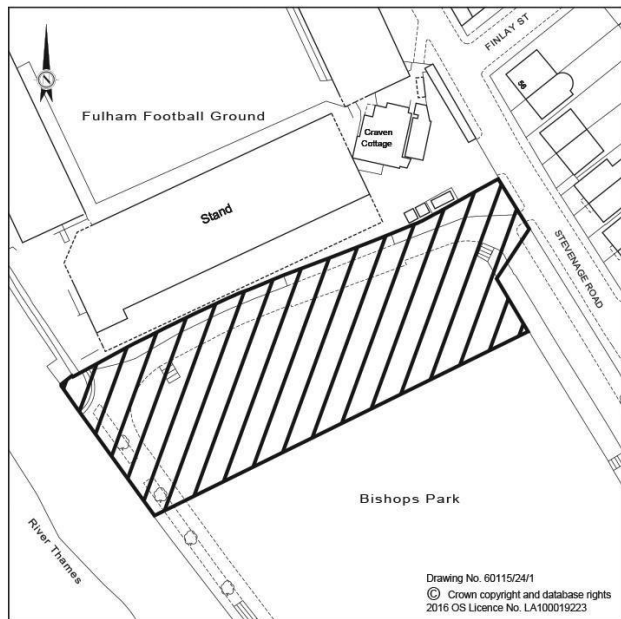 FINLAY ST
56
Fulham Football Ground
Craven
Cottage
Stand
STEVENAGE ROAD
Bishops Park
River Thames
Drawing No. 60115/24/1
© Crown copyright and database rights
2016 OS Licence No. LA100019223